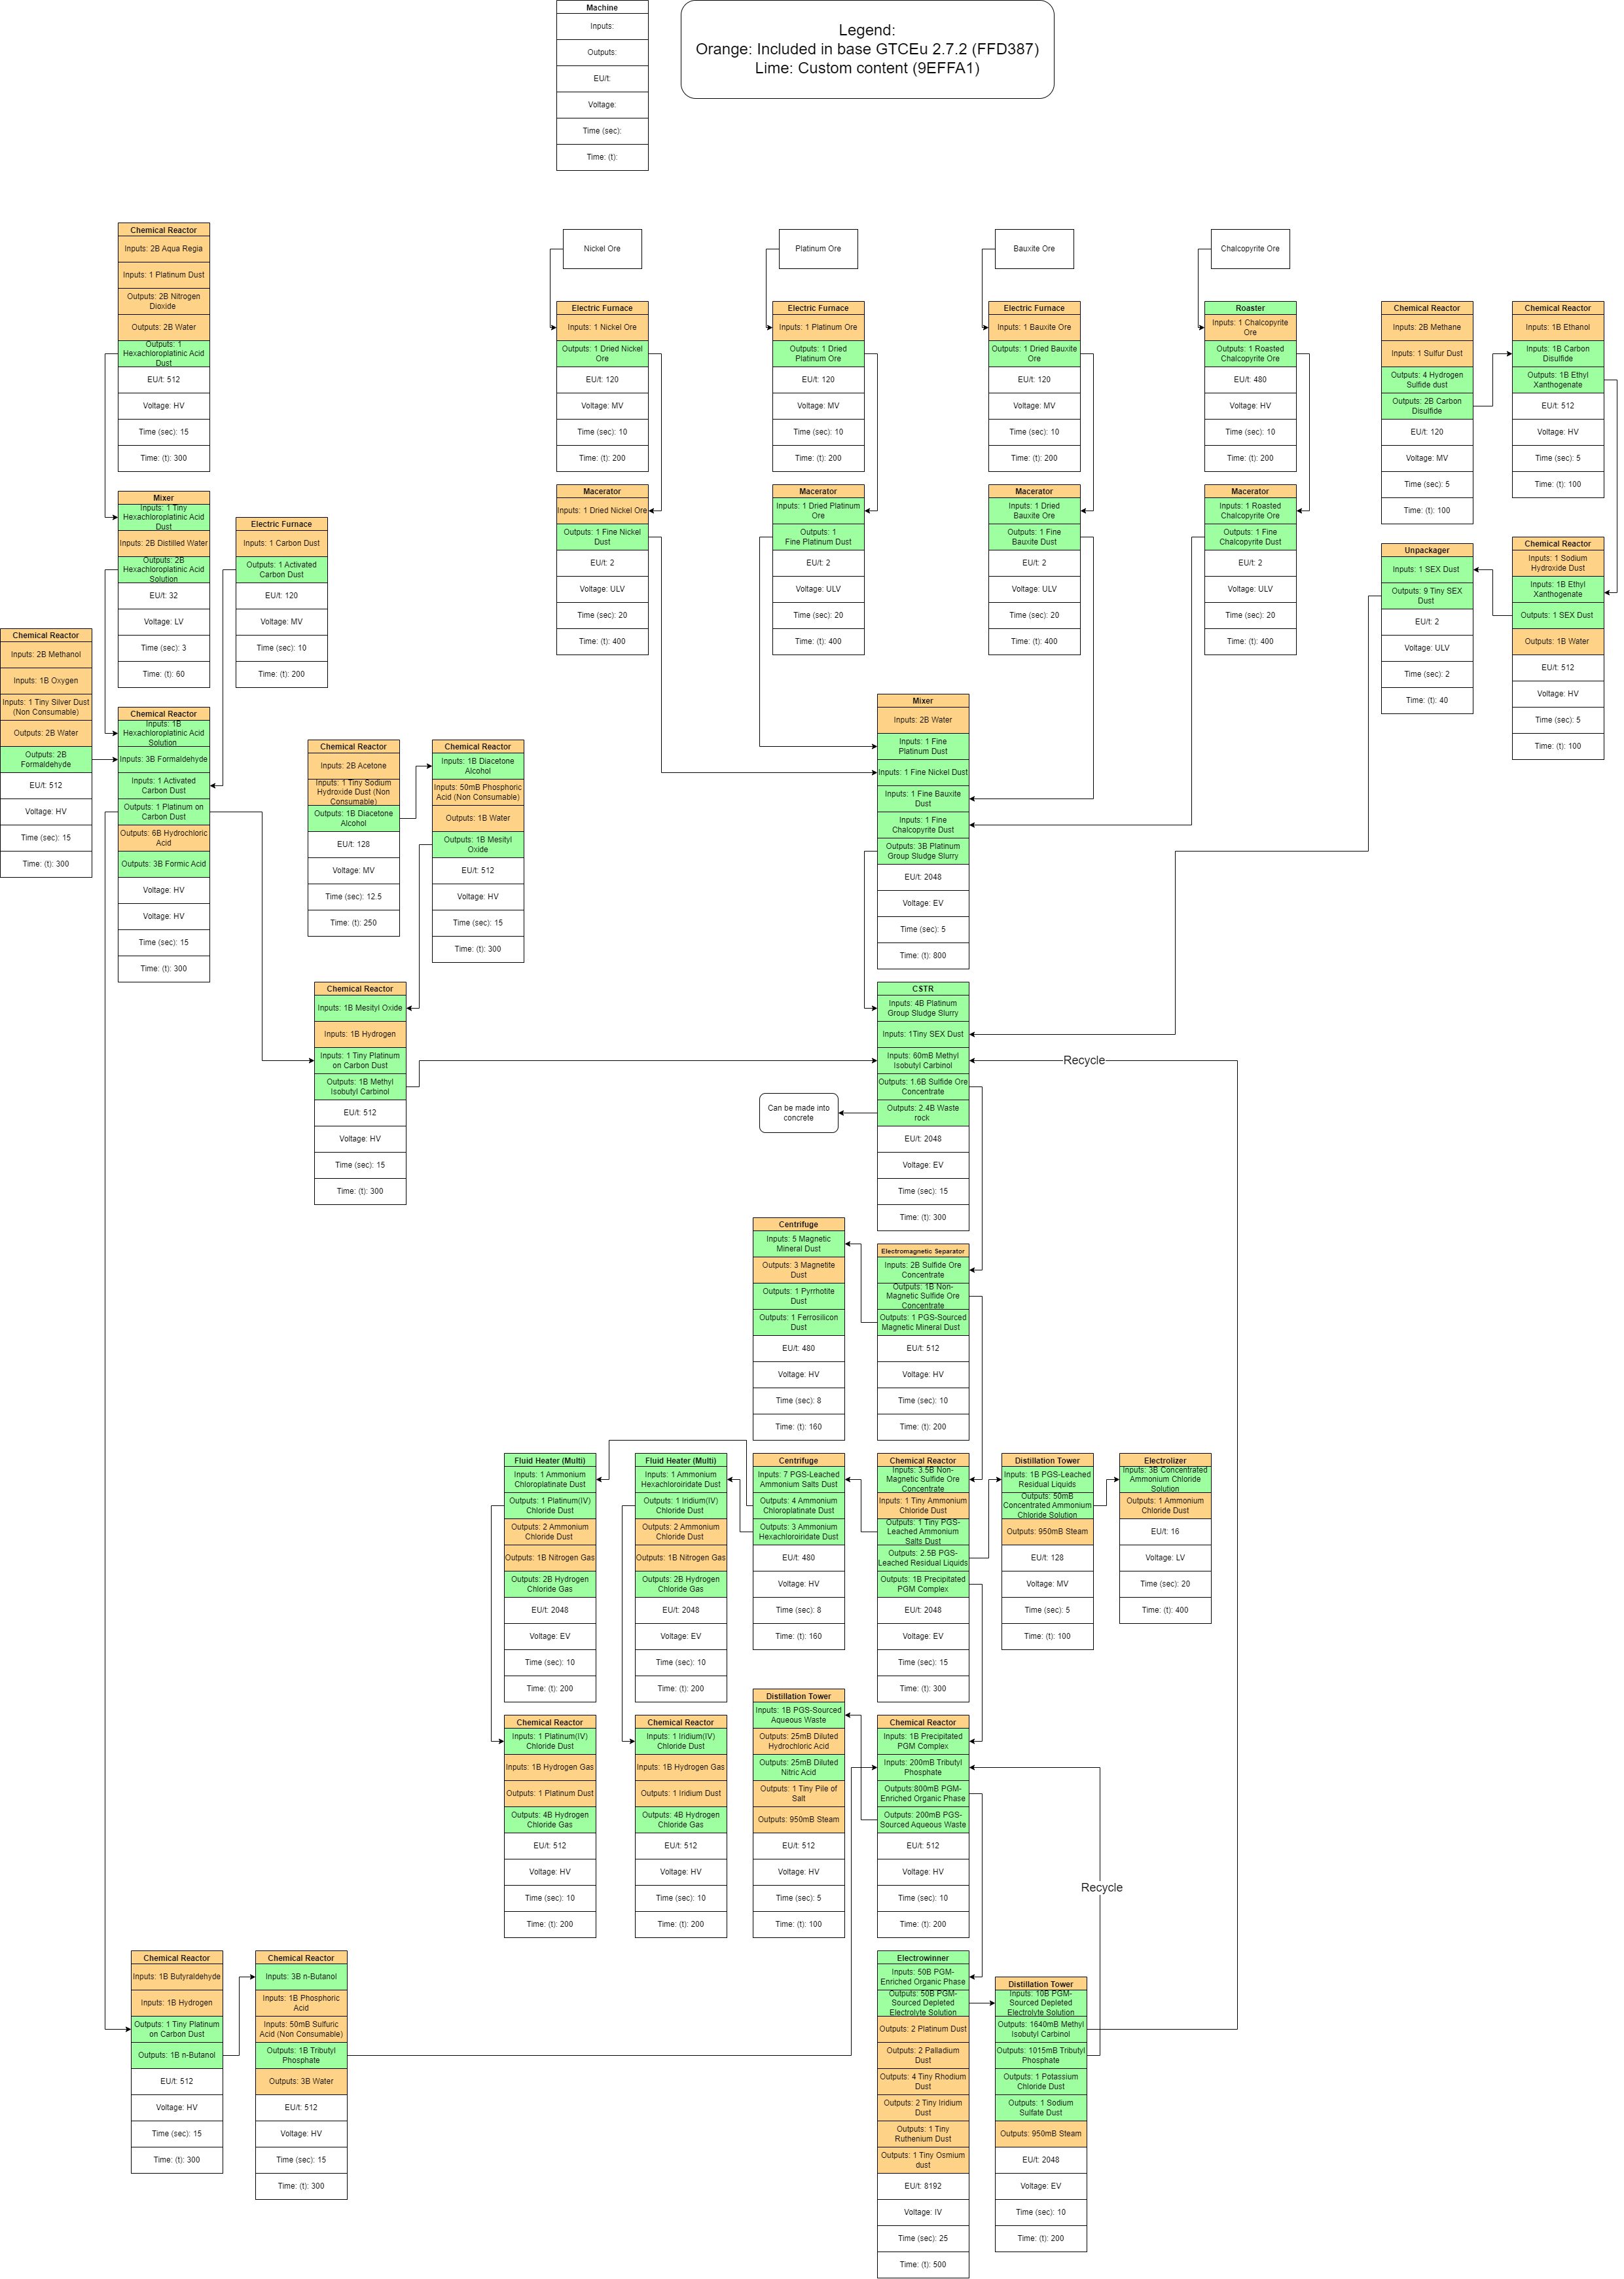 Machine
Inputs:
Outputs:
EU/t:
Voltage:
Time (sec):
Time: (t):
Legend:
Orange: Included in base GTCEu 2.7.2 (FFD387)
Lime: Custom content (9EFFA1)
Chemical Reactor
Inputs: 2B Aqua Regia
Inputs: 1 Platinum Dust
Outputs: 2B Nitrogen
Dioxide
Outputs: 2B Water
Outputs: 1
Hexachloroplatinic Acid
Dust
EU/t: 512
Voltage: HV
Time (sec): 15
Time: (t): 300
Nickel Ore
Platinum Ore
Bauxite Ore
Chalcopyrite Ore
Electric Furnace
Inputs: 1 Nickel Ore
Outputs: 1 Dried Nickel
Ore
EU/t: 120
Voltage: MV
Time (sec): 10
Time: (t): 200
Electric Furnace
Inputs: 1 Platinum Ore
Outputs: 1 Dried
Platinum Ore
EU/t: 120
Voltage: MV
Time (sec): 10
Time: (t): 200
Electric Furnace
Inputs: 1 Bauxite Ore
Outputs: 1 Dried Bauxite
Ore
EU/t: 120
Voltage: MV
Time (sec): 10
Time: (t): 200
Roaster
Inputs: 1 Chalcopyrite
Ore
Outputs: 1 Roasted
Chalcopyrite Ore
EU/t: 480
Voltage: HV
Time (sec): 10
Time: (t): 200
Chemical Reactor
Inputs: 2B Methane
Inputs: 1 Sulfur Dust
Outputs: 4 Hydrogen
Sulfide dust
Outputs: 2B Carbon
Disulfide
EU/t: 120
Voltage: MV
Time (sec): 5
Time: (t): 100
Chemical Reactor
Inputs: 1B Ethanol
Inputs: 1B Carbon
Disulfide
Outputs: 1B Ethyl
Xanthogenate
EU/t: 512
Voltage: HV
Time (sec): 5
Time: (t): 100
Mixer
Inputs: 1 Tiny
Hexachloroplatinic Acid
Dust
Inputs: 2B Distilled Water
Outputs: 2B
Hexachloroplatinic Acid
Solution
EU/t: 32
Voltage: LV
Time (sec): 3
Time: (t): 60
Electric Furnace
Inputs: 1 Carbon Dust
Outputs: 1 Activated
Carbon Dust
EU/t: 120
Voltage: MV
Time (sec): 10
Time: (t): 200
Macerator
Inputs: 1 Dried Nickel Ore
Outputs: 1 Fine Nickel
Dust
EU/t: 2
Voltage: ULV
Time (sec): 20
Time: (t): 400
Macerator
Inputs: 1 Dried Platinum
Ore
Outputs: 1
Fine Platinum Dust
EU/t: 2
Voltage: ULV
Time (sec): 20
Time: (t): 400
Macerator
Inputs: 1 Dried
Bauxite Ore
Outputs: 1 Fine
Bauxite Dust
EU/t: 2
Voltage: ULV
Time (sec): 20
Time: (t): 400
Macerator
Inputs: 1 Roasted
Chalcopyrite Ore
Outputs: 1 Fine
Chalcopyrite Dust
EU/t: 2
Voltage: ULV
Time (sec): 20
Time: (t): 400
Unpackager
Inputs: 1 SEX Dust
Outputs: 9 Tiny SEX
Dust
EU/t: 2
Voltage: ULV
Time (sec): 2
Time: (t): 40
Chemical Reactor
Inputs: 1 Sodium
Hydroxide Dust
Inputs: 1B Ethyl
Xanthogenate
Outputs: 1 SEX Dust
Outputs: 1B Water
EU/t: 512
Voltage: HV
Time (sec): 5
Time: (t): 100
Chemical Reactor
Inputs: 2B Methanol
Inputs: 1B Oxygen
Inputs: 1 Tiny Silver Dust
(Non Consumable)
Outputs: 2B Water
Outputs: 2B
Formaldehyde
EU/t: 512
Voltage: HV
Time (sec): 15
Time: (t): 300
Chemical Reactor
Inputs: 1B
Hexachloroplatinic Acid
Solution
Inputs: 3B Formaldehyde
Inputs: 1 Activated
Carbon Dust
Outputs: 1 Platinum on
Carbon Dust
Outputs: 6B Hydrochloric
Acid
Outputs: 3B Formic Acid
Voltage: HV
Voltage: HV
Time (sec): 15
Time: (t): 300
Chemical Reactor
Inputs: 2B Acetone
Inputs: 1 Tiny Sodium
Hydroxide Dust (Non
Consumable)
Outputs: 1B Diacetone
Alcohol
EU/t: 128
Voltage: MV
Time (sec): 12.5
Time: (t): 250
Chemical Reactor
Inputs: 1B Diacetone
Alcohol
Inputs: 50mB Phosphoric
Acid (Non Consumable)
Outputs: 1B Water
Outputs: 1B Mesityl
Oxide
EU/t: 512
Voltage: HV
Time (sec): 15
Time: (t): 300
Mixer
Inputs: 2B Water
Inputs: 1 Fine
Platinum Dust
Inputs: 1 Fine Nickel Dust
Inputs: 1 Fine Bauxite
Dust
Inputs: 1 Fine
Chalcopyrite Dust
Outputs: 3B Platinum
Group Sludge Slurry
EU/t: 2048
Voltage: EV
Time (sec): 5
Time: (t): 800
Chemical Reactor
Inputs: 1B Mesityl Oxide
Inputs: 1B Hydrogen
Inputs: 1 Tiny Platinum
on Carbon Dust
Outputs: 1B Methyl
Isobutyl Carbinol
EU/t: 512
Voltage: HV
Time (sec): 15
Time: (t): 300
CSTR
Inputs: 4B Platinum
Group Sludge Slurry
Inputs: 1Tiny SEX Dust
Inputs: 60mB Methyl
Isobutyl Carbinol
Outputs: 1.6B Sulfide Ore
Concentrate
Outputs: 2.4B Waste
rock
EU/t: 2048
Voltage: EV
Time (sec): 15
Time: (t): 300
Recycle
Can be made into
concrete
Centrifuge
Inputs: 5 Magnetic
Mineral Dust
Outputs: 3 Magnetite
Dust
Outputs: 1 Pyrrhotite
Dust
Outputs: 1 Ferrosilicon
Dust
EU/t: 480
Voltage: HV
Time (sec): 8
Time: (t): 160
Electromagnetic Separator
Inputs: 2B Sulfide Ore
Concentrate
Outputs: 1B Non-
Magnetic Sulfide Ore
Concentrate
Outputs: 1 PGS-Sourced
Magnetic Mineral Dust
EU/t: 512
Voltage: HV
Time (sec): 10
Time: (t): 200
Fluid Heater (Multi)
Inputs: 1 Ammonium
Chloroplatinate Dust
Outputs: 1 Platinum(IV)
Chloride Dust
Outputs: 2 Ammonium
Chloride Dust
Outputs: 1B Nitrogen Gas
Outputs: 2B Hydrogen
Chloride Gas
EU/t: 2048
Voltage: EV
Time (sec): 10
Time: (t): 200
Fluid Heater (Multi)
Inputs: 1 Ammonium
Hexachloroiridate Dust
Outputs: 1 Iridium(IV)
Chloride Dust
Outputs: 2 Ammonium
Chloride Dust
Outputs: 1B Nitrogen Gas
Outputs: 2B Hydrogen
Chloride Gas
EU/t: 2048
Voltage: EV
Time (sec): 10
Time: (t): 200
Centrifuge
Inputs: 7 PGS-Leached
Ammonium Salts Dust
Outputs: 4 Ammonium
Chloroplatinate Dust
Outputs: 3 Ammonium
Hexachloroiridate Dust
EU/t: 480
Voltage: HV
Time (sec): 8
Time: (t): 160
Chemical Reactor
Inputs: 3.5B Non-
Magnetic Sulfide Ore
Concentrate
Inputs: 1 Tiny Ammonium
Chloride Dust
Outputs: 1 Tiny PGS-
Leached Ammonium
Salts Dust
Outputs: 2.5B PGS-
Leached Residual Liquids
Outputs: 1B Precipitated
PGM Complex
EU/t: 2048
Voltage: EV
Time (sec): 15
Time: (t): 300
Distillation Tower
Inputs: 1B PGS-Leached
Residual Liquids
Outputs: 50mB
Concentrated Ammonium
Chloride Solution
Outputs: 950mB Steam
EU/t: 128
Voltage: MV
Time (sec): 5
Time: (t): 100
Electrolizer
Inputs: 3B Concentrated
Ammonium Chloride
Solution
Outputs: 1 Ammonium
Chloride Dust
EU/t: 16
Voltage: LV
Time (sec): 20
Time: (t): 400
Chemical Reactor
Inputs: 1 Platinum(IV)
Chloride Dust
Inputs: 1B Hydrogen Gas
Outputs: 1 Platinum Dust
Outputs: 4B Hydrogen
Chloride Gas
EU/t: 512
Voltage: HV
Time (sec): 10
Time: (t): 200
Chemical Reactor
Inputs: 1 Iridium(IV)
Chloride Dust
Inputs: 1B Hydrogen Gas
Outputs: 1 Iridium Dust
Outputs: 4B Hydrogen
Chloride Gas
EU/t: 512
Voltage: HV
Time (sec): 10
Time: (t): 200
Distillation Tower
Inputs: 1B PGS-Sourced
Aqueous Waste
Outputs: 25mB Diluted
Hydrochloric Acid
Outputs: 25mB Diluted
Nitric Acid
Outputs: 1 Tiny Pile of
Salt
Outputs: 950mB Steam
EU/t: 512
Voltage: HV
Time (sec): 5
Time: (t): 100
Chemical Reactor
Inputs: 1B Precipitated
PGM Complex
Inputs: 200mB Tributyl
Phosphate
Outputs:800mB PGM-
Enriched Organic Phase
Outputs: 200mB PGS-
Sourced Aqueous Waste
EU/t: 512
Voltage: HV
Time (sec): 10
Time: (t): 200
Recycle
Chemical Reactor
Inputs: 1B Butyraldehyde
Inputs: 1B Hydrogen
Outputs: 1 Tiny Platinum
on Carbon Dust
Outputs: 1B n-Butanol
EU/t: 512
Voltage: HV
Time (sec): 15
Time: (t): 300
Chemical Reactor
Inputs: 3B n-Butanol
Inputs: 1B Phosphoric
Acid
Inputs: 50mB Sulfuric
Acid (Non Consumable)
Outputs: 1B Tributyl
Phosphate
Outputs: 3B Water
EU/t: 512
Voltage: HV
Time (sec): 15
Time: (t): 300
Electrowinner
Inputs: 50B PGM-
Enriched Organic Phase
Outputs: 50B PGM-
Sourced Depleted
Electrolyte Solution
Outputs: 2 Platinum Dust
Outputs: 2 Palladium
Dust
Outputs: 4 Tiny Rhodium
Dust
Outputs: 2 Tiny Iridium
Dust
Outputs: 1 Tiny
Ruthenium Dust
Outputs: 1 Tiny Osmium
dust
EU/t: 8192
Voltage: IV
Time (sec): 25
Time: (t): 500
Distillation Tower
Inputs: 10B PGM-
Sourced Depleted
Electrolyte Solution
Outputs: 1640mB Methyl
Isobutyl Carbinol
Outputs: 1015mB Tributyl
Phosphate
Outputs: 1 Potassium
Chloride Dust
Outputs: 1 Sodium
Sulfate Dust
Outputs: 950mB Steam
EU/t: 2048
Voltage: EV
Time (sec): 10
Time: (t): 200